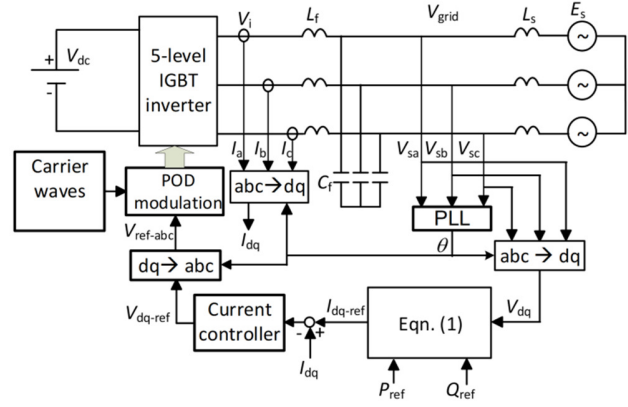 Vi
Lf
Vgrid
Ls
Es
+
Vdc
-
5-level
IGBT
inverter
~
~
~
Ia
Ib
Ic
Vsa
Vsb
Vsc
Carrier
waves
POD
modulation
abc→dq
Cf
PLL
Vref-abc
Idq
θ
dq→abc
abc→dq
Vdq-ref
Current
controller
Idq-ref
-
+
Eqn. (1)
Vdq
Idq
Pref
Qref